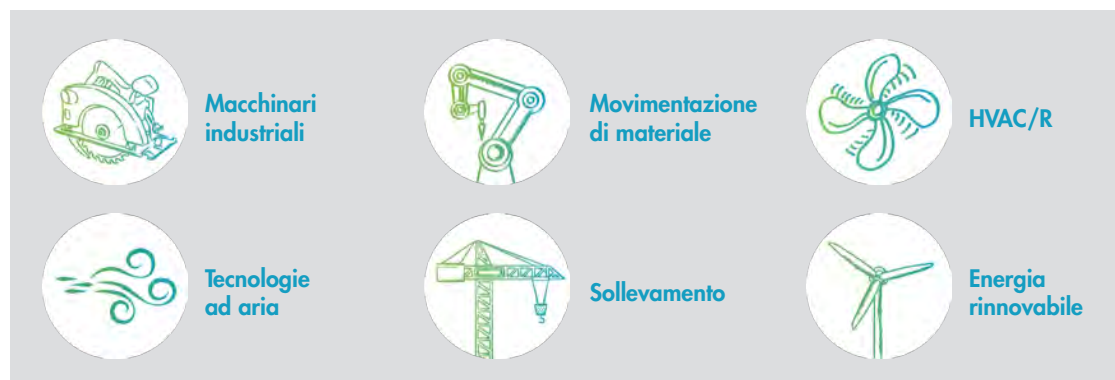 Macchinari
industriali
Movimentazione
di materiale
HVAC/R
Tecnologie
ad aria
Sollevamento
Energia
rinnovabile